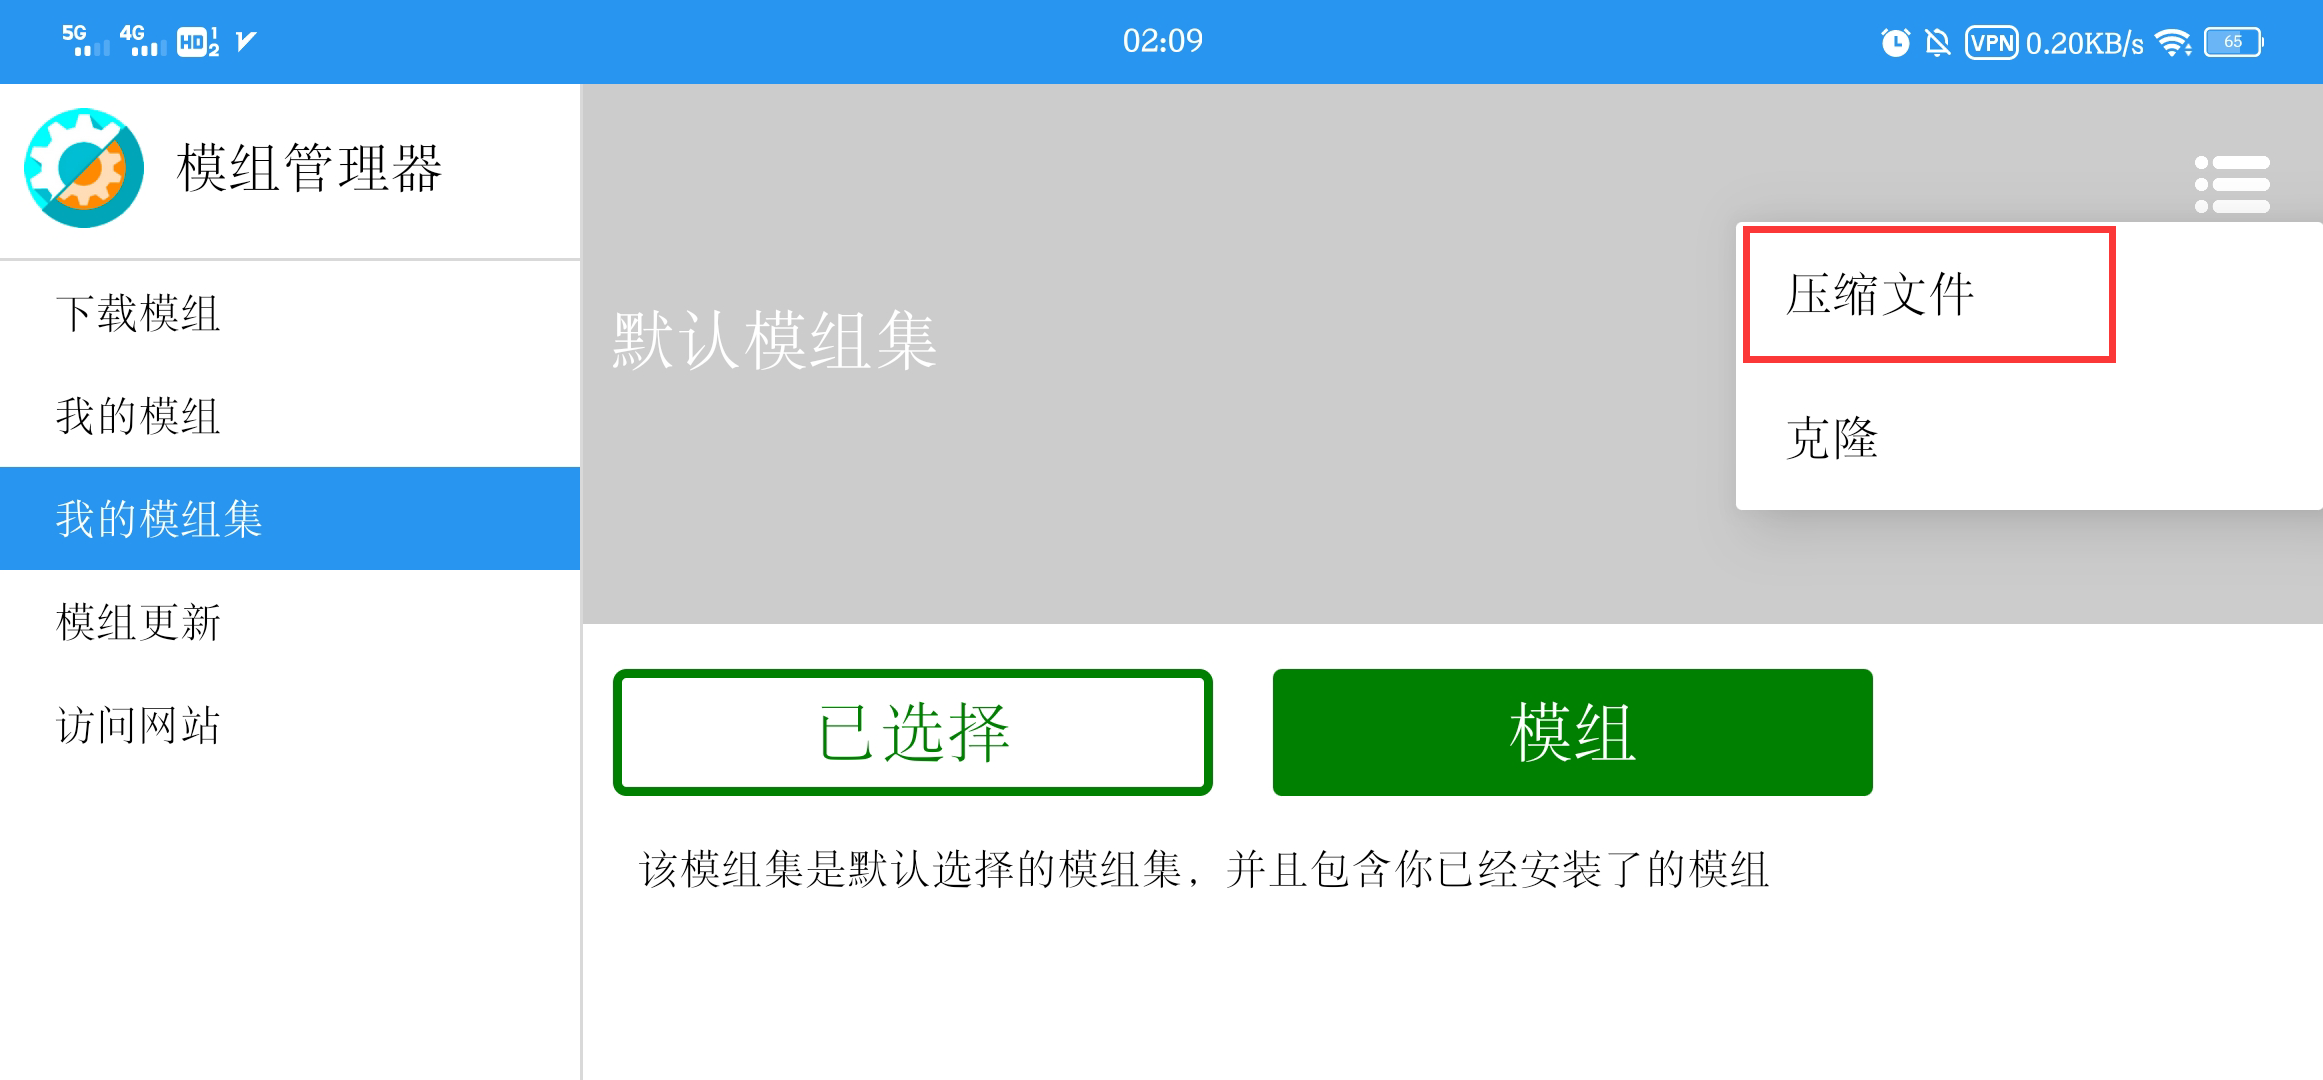 5G 4G HD 1 2
02:09
VPN 0.20KB/s 65
模组管理器
下载模组
我的模组
我的模组集
模组更新
访问网站
默认模组集
压缩文件
克隆
已选择
模组
该模组集是默认选择的模组集，并且包含你已经安装了的模组